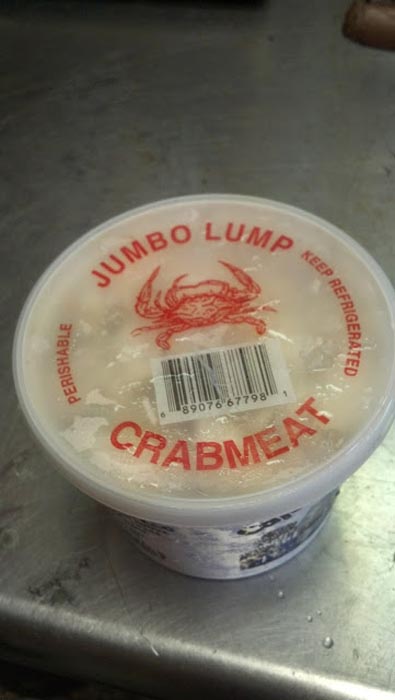 JUMBO LUMP
KEEP REFRIGERATED
PERISHABLE
6 89076 67798 1
CRABMEAT